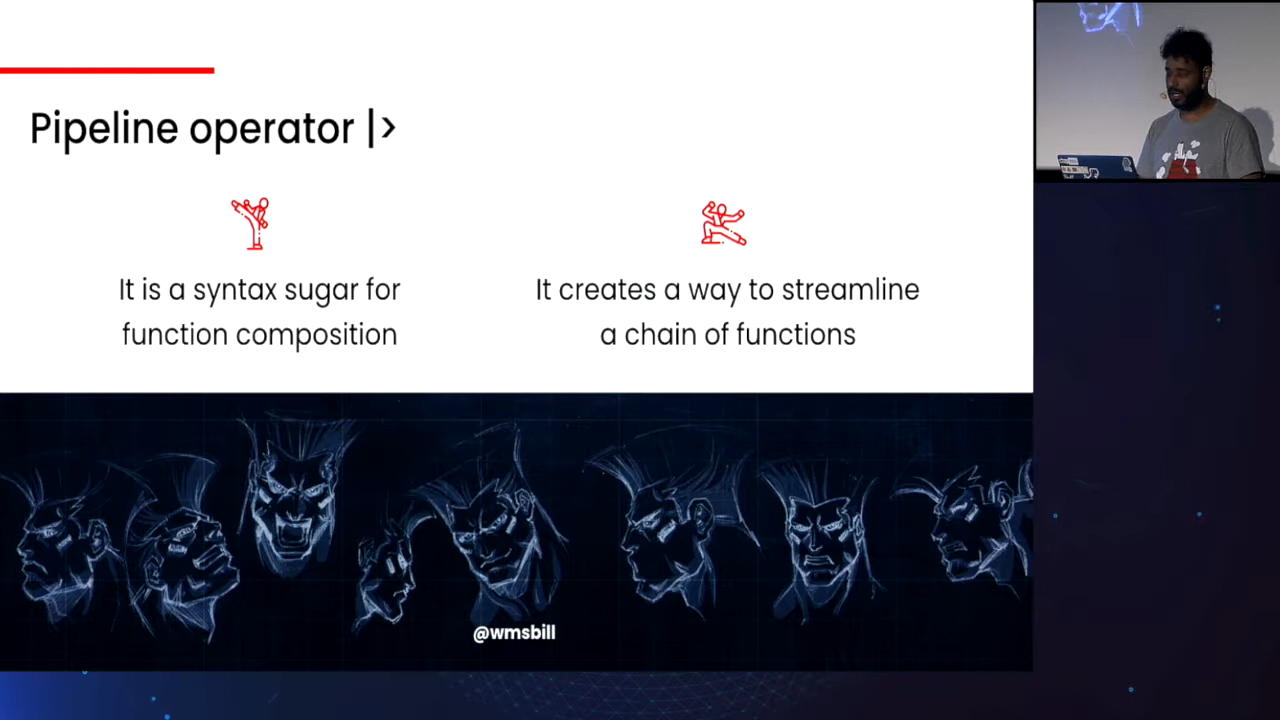 Pipeline operator |>
It is a syntax sugar for
function composition
It creates a way to streamline
a chain of functions
@wmsbill